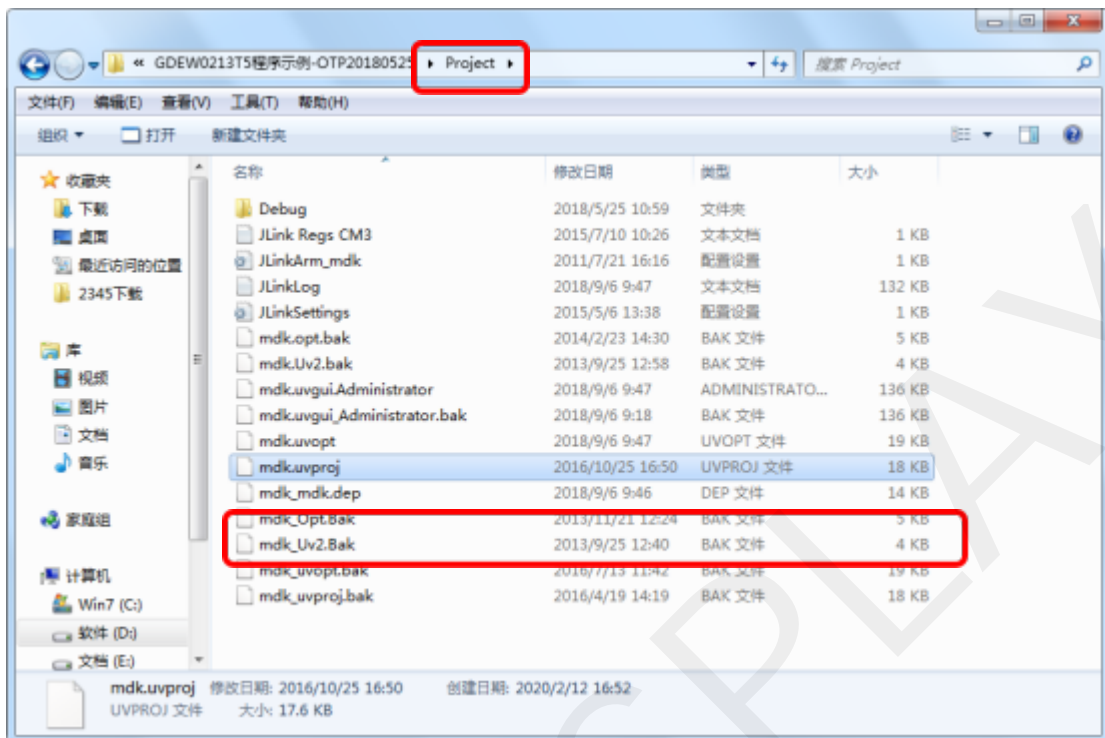 « GDEW0213T5程序示例-OTP20180525 ▸ Project ▸ 搜索 Project
文件(F) 编辑(E) 查看(V) 工具(T) 帮助(H)
组织 打开 新建文件夹
名称 修改日期 类型 大小
收藏夹
下载
桌面
最近访问的位置
2345下载
库
视频
图片
文档
音乐
家庭组
计算机
Win7 (C:)
软件 (D:)
文档 (E:)
Debug 2018/5/25 10:59 文件夹
JLink Regs CM3 2015/7/10 10:26 文本文档 1 KB
JLinkArm_mdk 2011/7/21 16:16 配置设置 1 KB
JLinkLog 2018/9/6 9:47 文本文档 132 KB
JLinkSettings 2015/5/6 13:38 配置设置 1 KB
mdk.opt.bak 2014/2/23 14:30 BAK 文件 5 KB
mdk.Uv2.bak 2013/9/25 12:58 BAK 文件 4 KB
mdk.uvgui.Administrator 2018/9/6 9:47 ADMINISTRATO... 136 KB
mdk.uvgui_Administrator.bak 2018/9/6 9:18 BAK 文件 136 KB
mdk.uvopt 2018/9/6 9:47 UVOPT 文件 19 KB
mdk.uvproj 2016/10/25 16:50 UVPROJ 文件 18 KB
mdk_mdk.dep 2018/9/6 9:46 DEP 文件 14 KB
mdk_Opt.Bak 2013/11/21 12:24 BAK 文件 5 KB
mdk_Uv2.Bak 2013/9/25 12:40 BAK 文件 4 KB
mdk_uvopt.bak 2016/7/13 11:42 BAK 文件 19 KB
mdk_uvproj.bak 2016/4/19 14:19 BAK 文件 18 KB
mdk.uvproj 修改日期: 2016/10/25 16:50 创建日期: 2020/2/12 16:52
UVPROJ 文件 大小: 17.6 KB
SPLAY